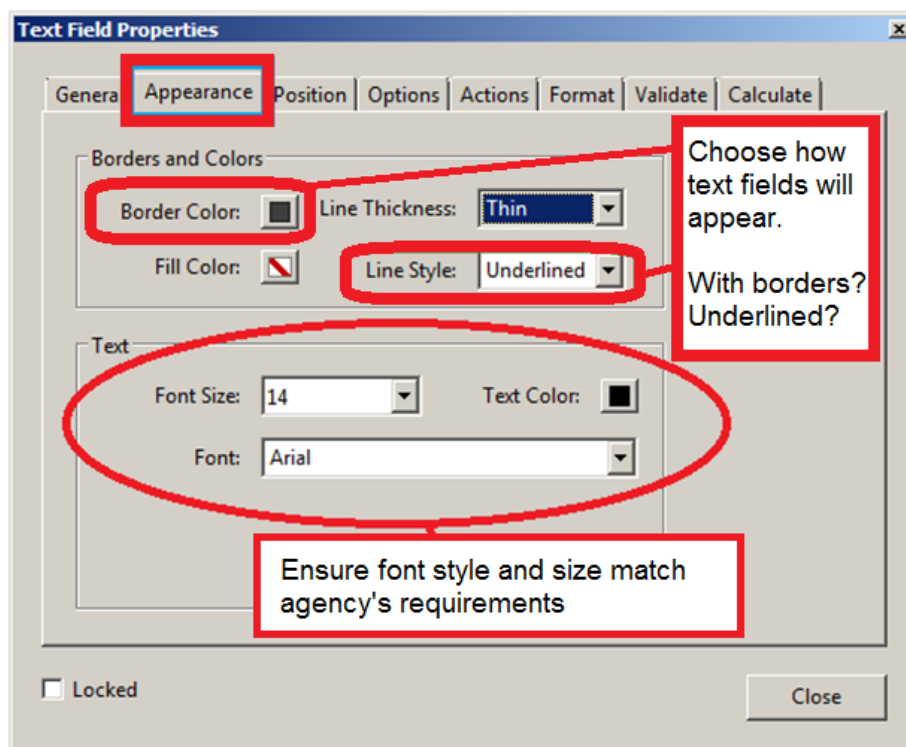 Text Field Properties
General Appearance Position Options Actions Format Validate Calculate
Borders and Colors
Border Color: Line Thickness: Thin
Fill Color: Line Style: Underlined
Choose how
text fields will
appear.
With borders?
Underlined?
Text
Font Size: 14 Text Color:
Font: Arial
Ensure font style and size match
agency's requirements
Locked
Close